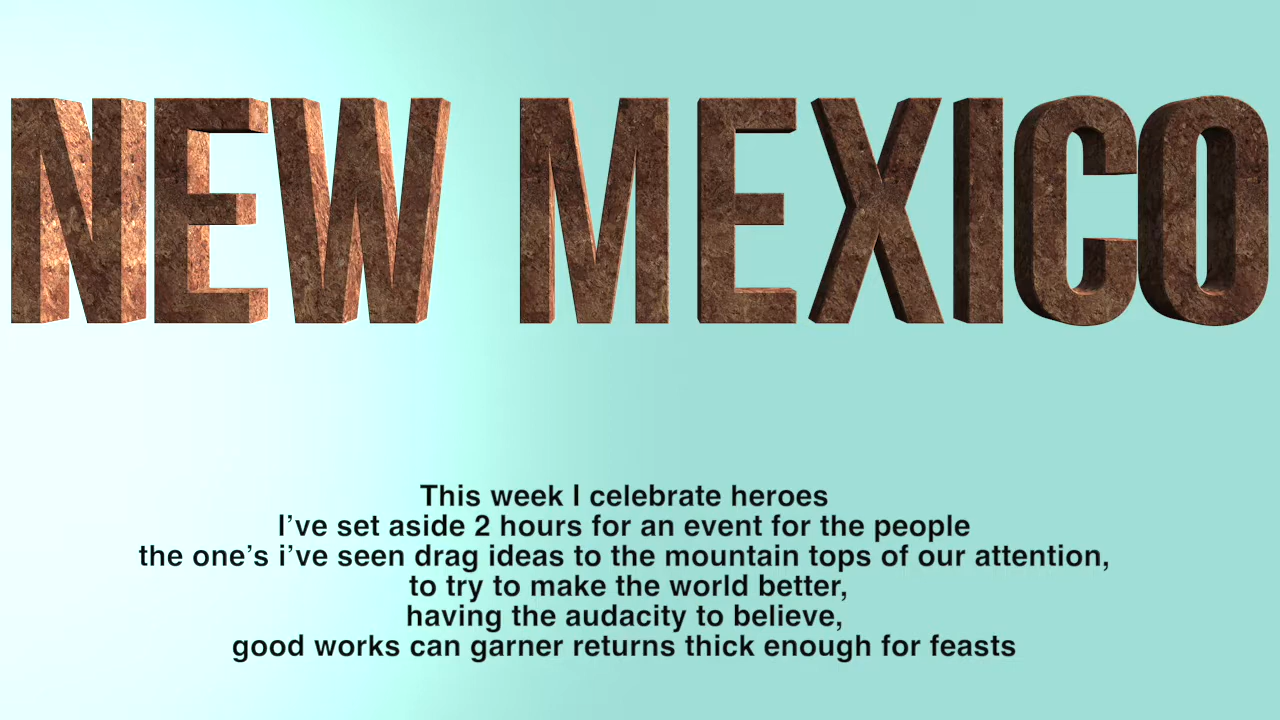 NEW MEXICO
This week I celebrate heroes
I’ve set aside 2 hours for an event for the people
the one’s i’ve seen drag ideas to the mountain tops of our attention,
to try to make the world better,
having the audacity to believe,
good works can garner returns thick enough for feasts